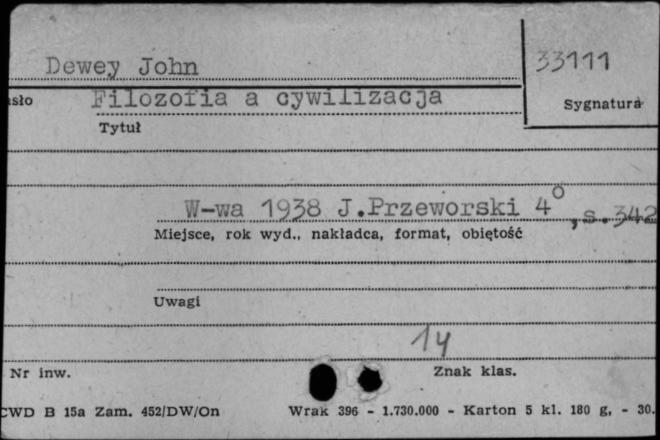 Dewey John
33111
Filozofia a cywilizacja
Sygnatura
Tytuł
W-wa 1938 J.Przeworski 4° ,s.342
Miejsce, rok wyd., nakładca, format, obiętość
Uwagi
14
Nr inw.
Znak klas.
CWD B 15a Zam. 452/DW/On Wrak 396 - 1.730.000 - Karton 5 kl. 180 g, - 30.